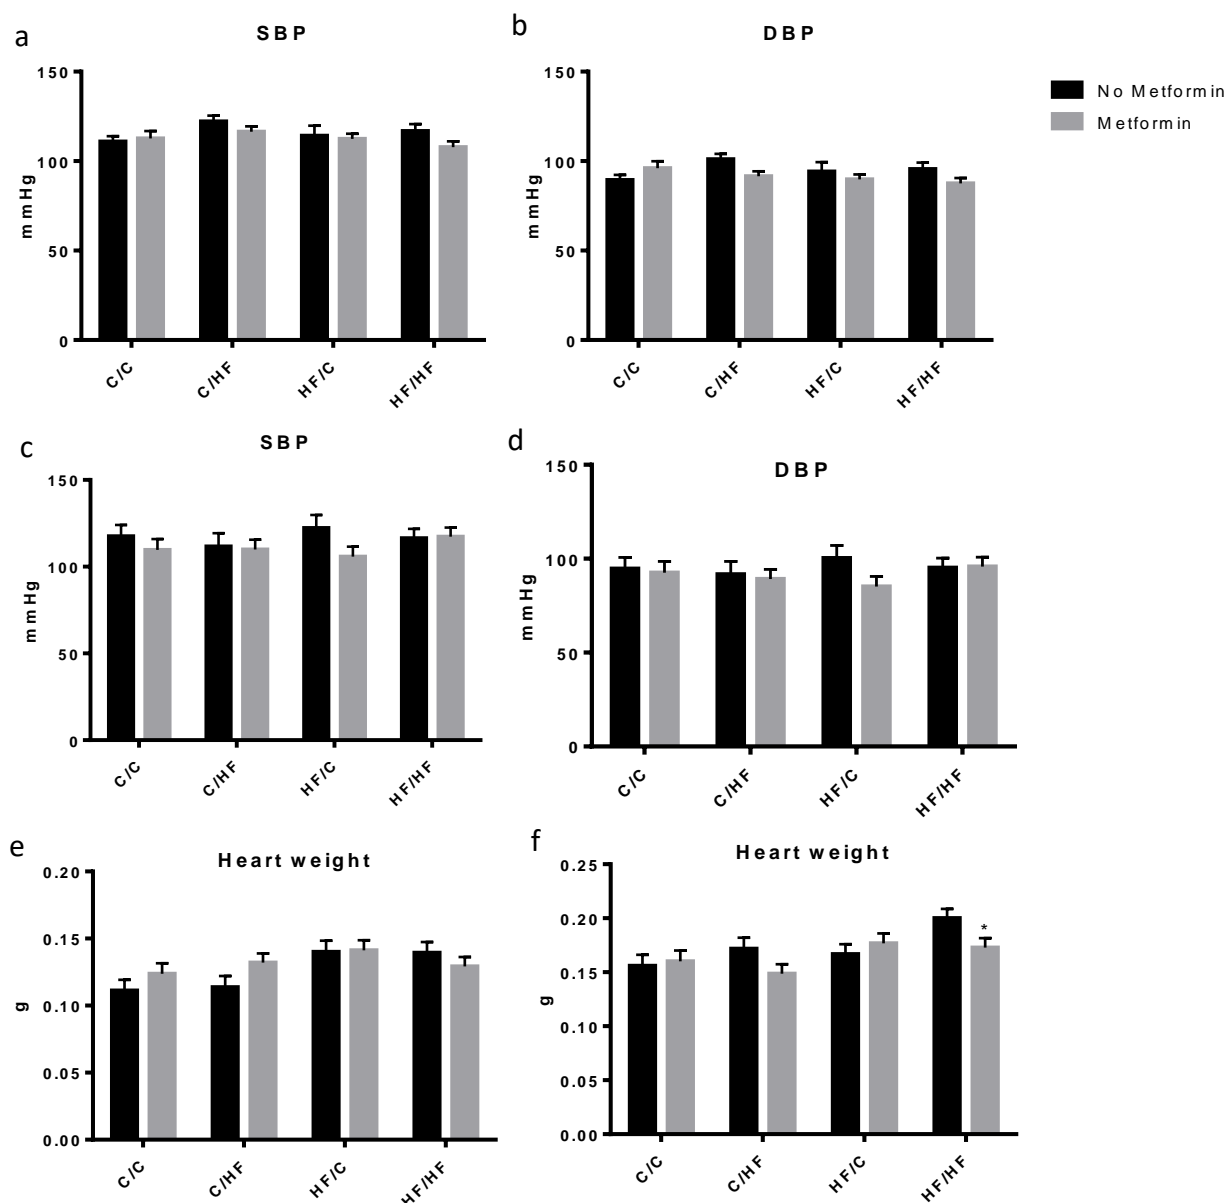 a
SBP
150
100
50
0
mmHg
C/C
C/HF
HF/C
HF/HF
b
DBP
150
100
50
0
mmHg
C/C
C/HF
HF/C
HF/HF
No Metformin
Metformin
c
SBP
150
100
50
0
mmHg
C/C
C/HF
HF/C
HF/HF
d
DBP
150
100
50
0
mmHg
C/C
C/HF
HF/C
HF/HF
e
Heart weight
0.20
0.15
0.10
0.05
0.00
g
C/C
C/HF
HF/C
HF/HF
f
Heart weight
0.25
0.20
0.15
0.10
0.05
0.00
g
*
C/C
C/HF
HF/C
HF/HF